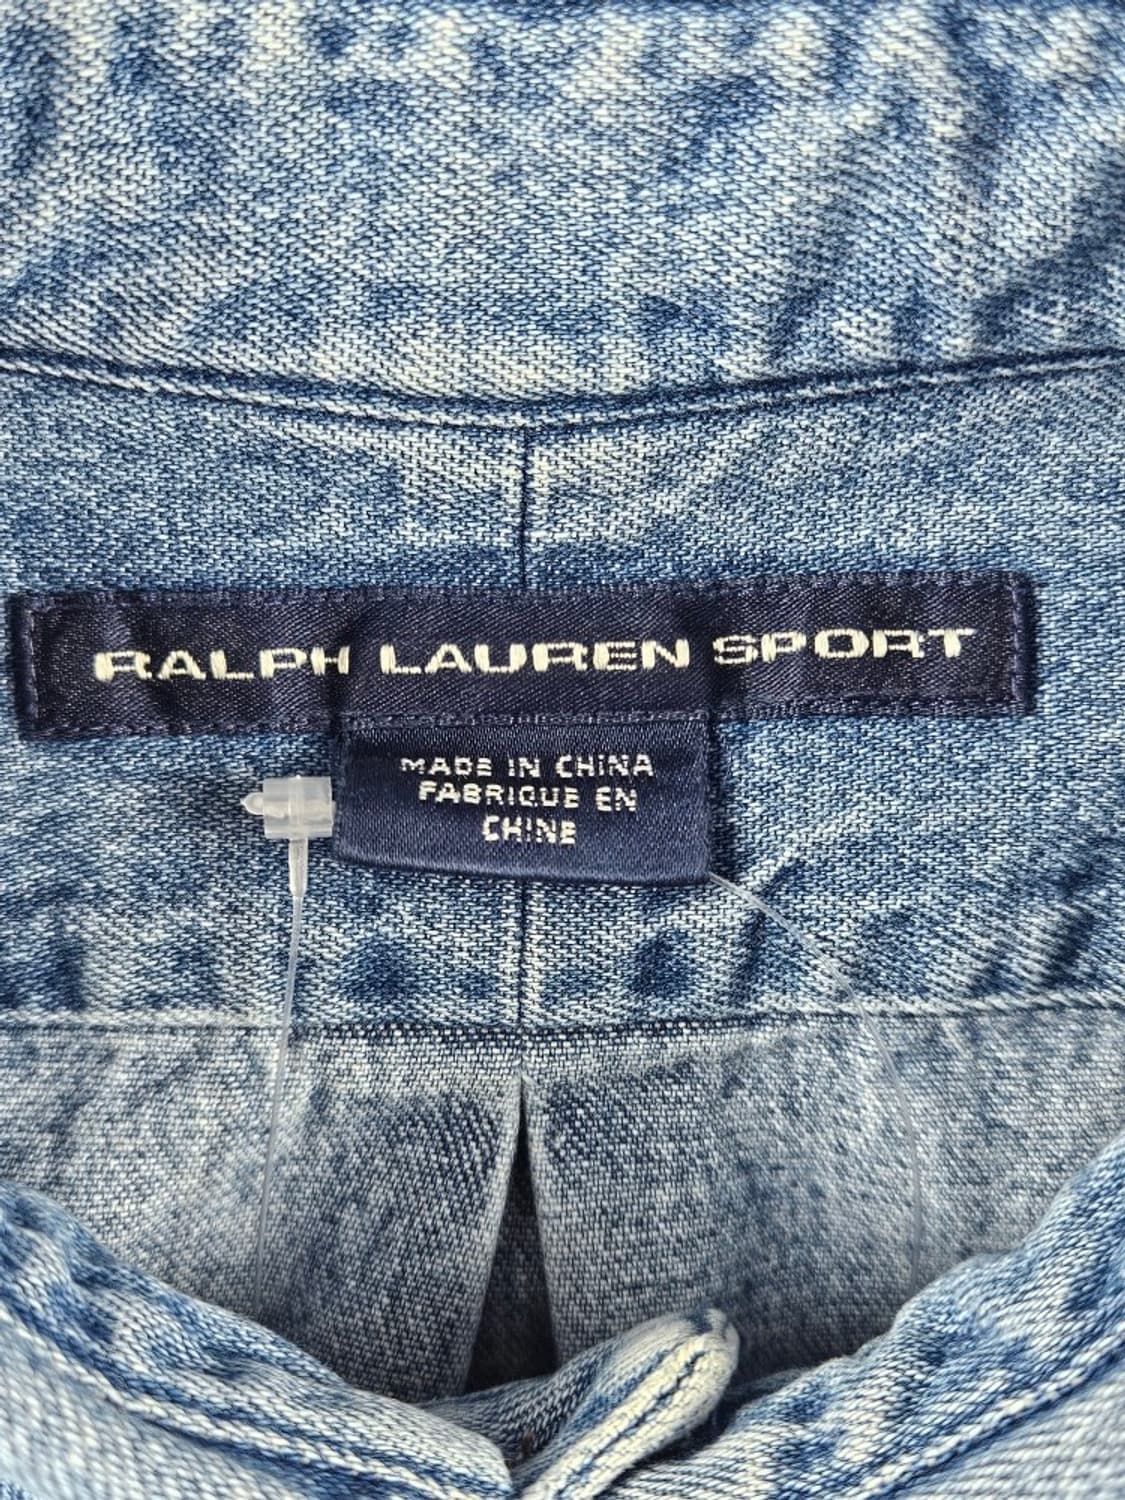 RALPH LAUREN SPORT
MADE IN CHINA
FABRIQUE EN
CHINE